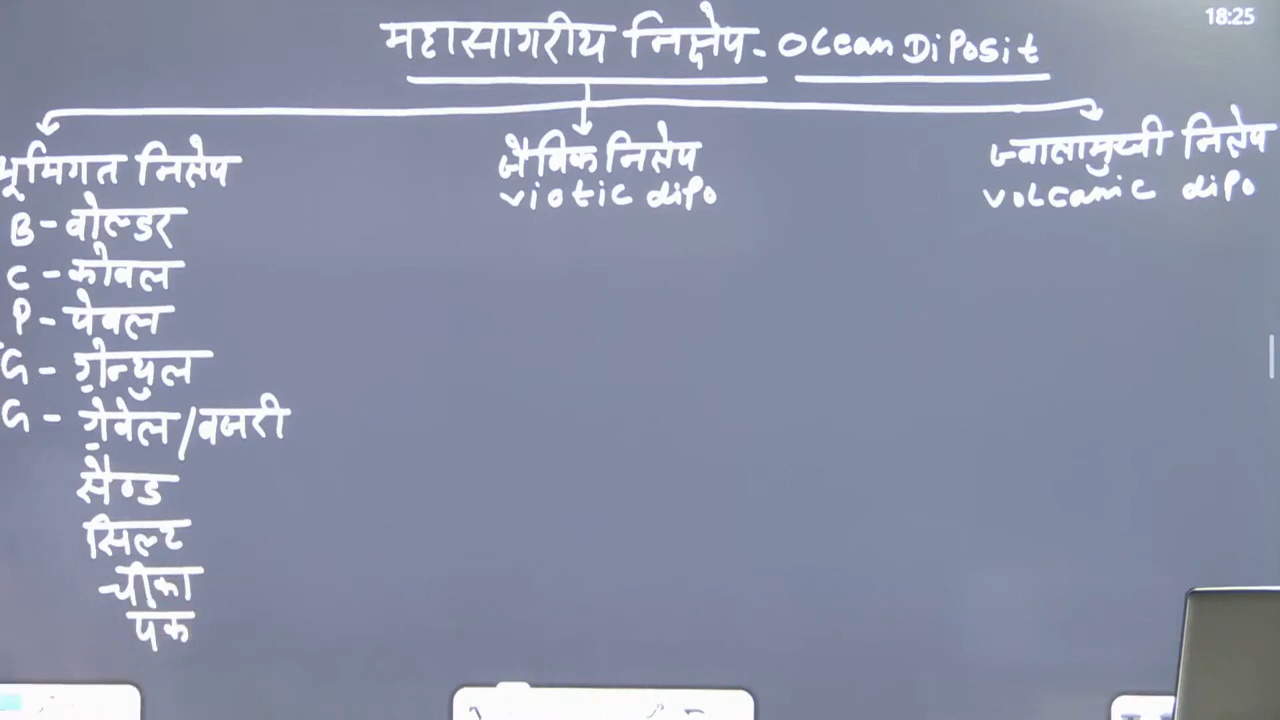 18:25
महासागरीय निक्षेप - Ocean Diposit
भूमिगत निक्षेप
जैविक निक्षेप
viotic dipo
ज्वालामुखी निक्षेप
volcanic dipo
B - बोल्डर
C - कोबल
P - पेबल
G - ग्रेन्युल
G - ग्रेवेल/बजरी
सैण्ड
सिल्ट
चीका
पंक